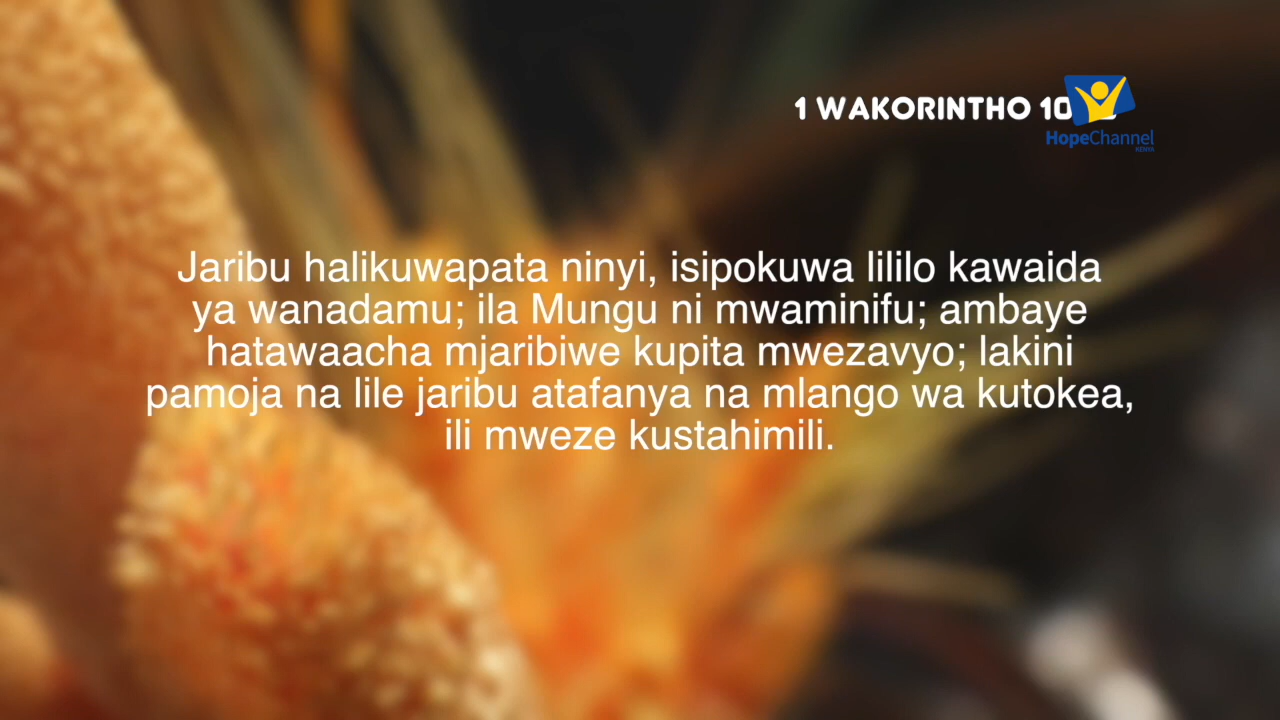 1 WAKORINTHO 10
HopeChannel
KENYA
Jaribu halikuwapata ninyi, isipokuwa lililo kawaida
ya wanadamu; ila Mungu ni mwaminifu; ambaye
hatawaacha mjaribiwe kupita mwezavyo; lakini
pamoja na lile jaribu atafanya na mlango wa kutokea,
ili mweze kustahimili.